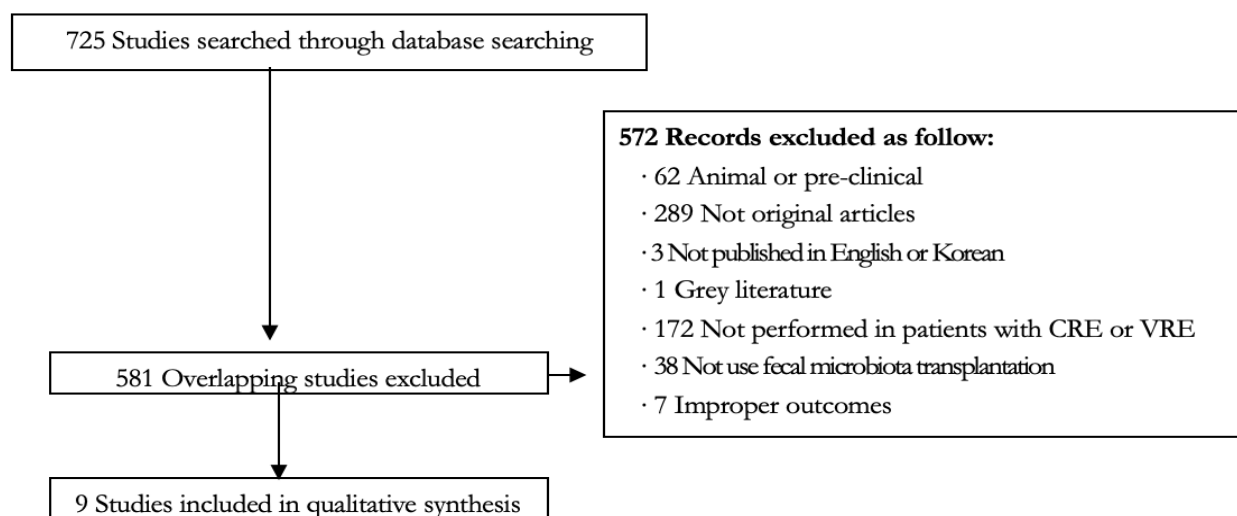 725 Studies searched through database searching
572 Records excluded as follow:
· 62 Animal or pre-clinical
· 289 Not original articles
· 3 Not published in English or Korean
· 1 Grey literature
· 172 Not performed in patients with CRE or VRE
· 38 Not use fecal microbiota transplantation
· 7 Improper outcomes
581 Overlapping studies excluded
9 Studies included in qualitative synthesis